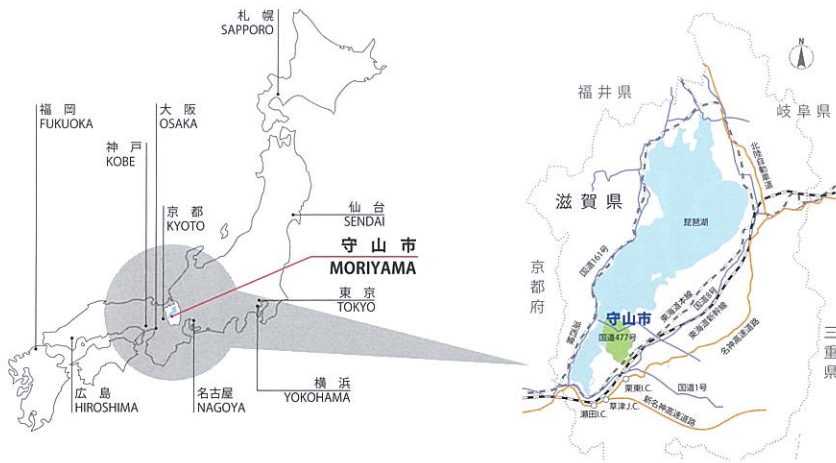 札 幌
SAPPORO
福 岡
FUKUOKA
大 阪
OSAKA
神 戸
KOBE
京 都
KYOTO
仙 台
SENDAI
守 山 市
MORIYAMA
東 京
TOKYO
広 島
HIROSHIMA
名古屋
NAGOYA
横 浜
YOKOHAMA
N
福井県
岐阜県
北陸自動車道
滋賀県
琵琶湖
国道161号
京都府
湖西線
東海道本線
国道8号
東海道新幹線
名神高速道路
守山市
国道477号
三重県
栗東I.C.
国道1号
草津J.C.
瀬田I.C.
新名神高速道路